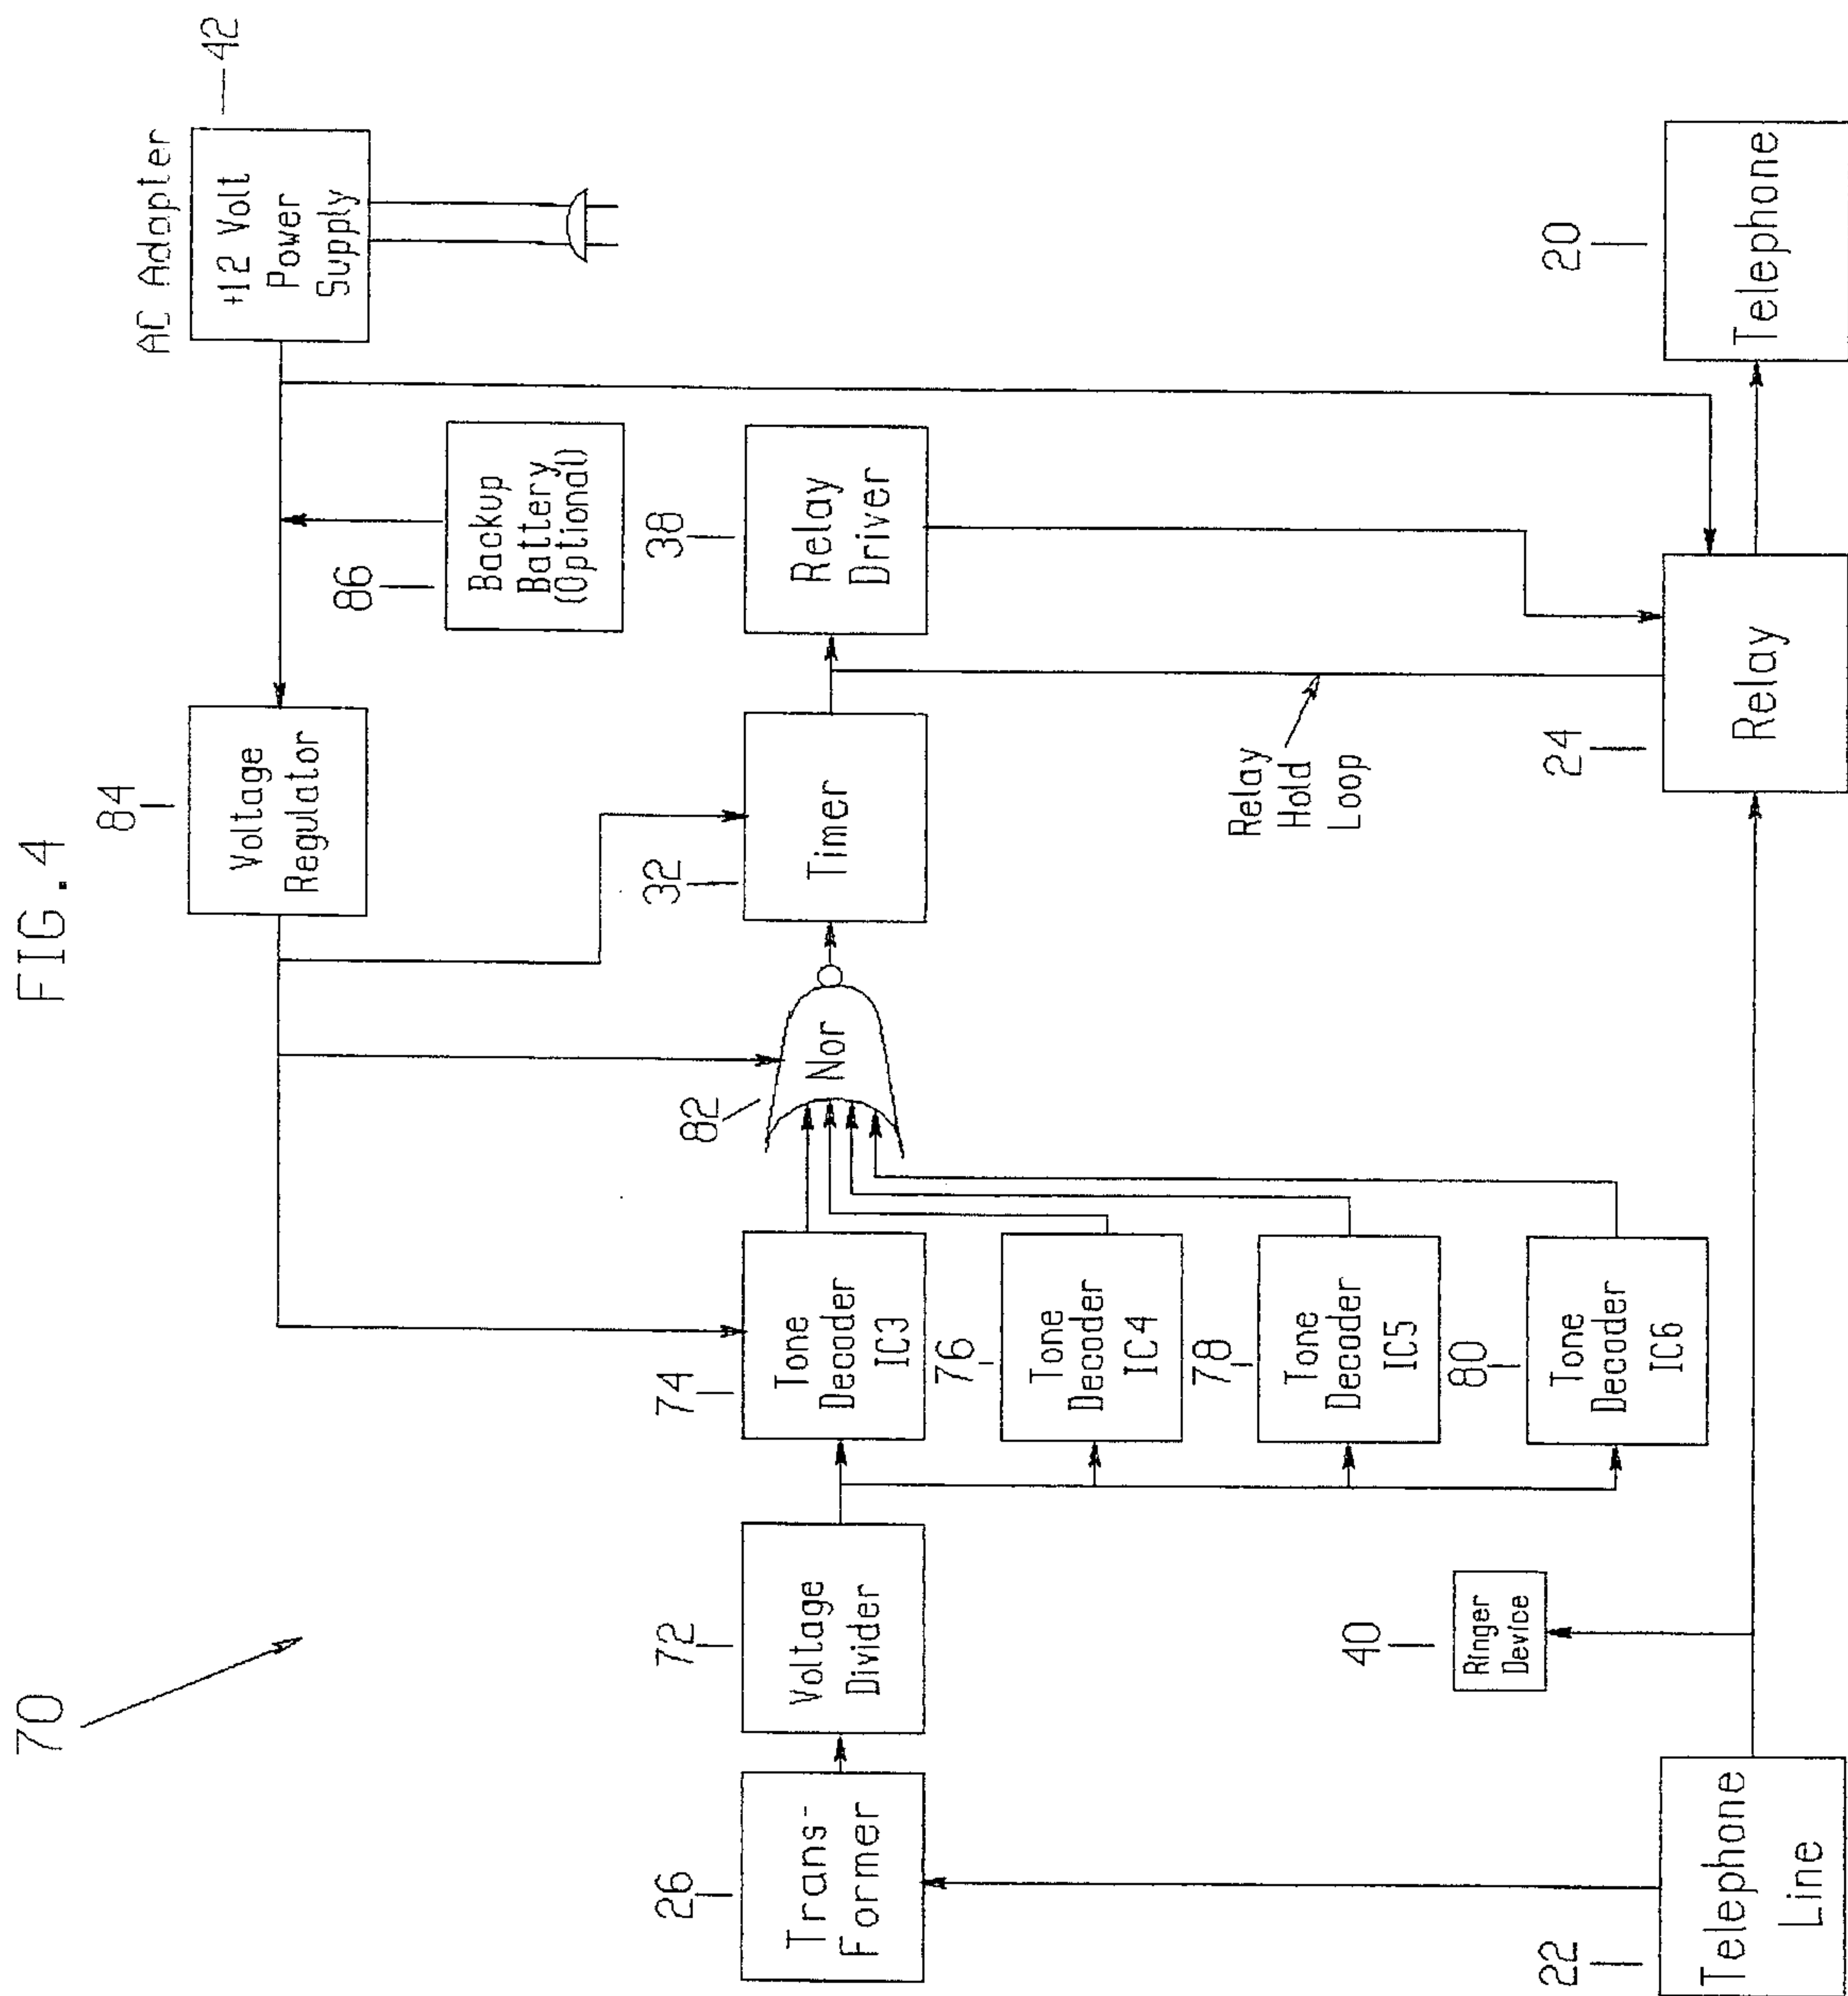 FIG.4
70
84
Voltage
Regulator
AC Adapter
+12 Volt
Power
Supply
42
86
Backup
Battery
(Optional)
26
Trans-
Former
72
Voltage
Divider
74
Tone
Decoder
IC3
82
Nor
32
Timer
38
Relay
Driver
76
Tone
Decoder
IC4
78
Tone
Decoder
IC5
80
Tone
Decoder
IC6
Relay
Hold
Loop
40
Ringer
Device
22
Telephone
Line
24
Relay
20
Telephone